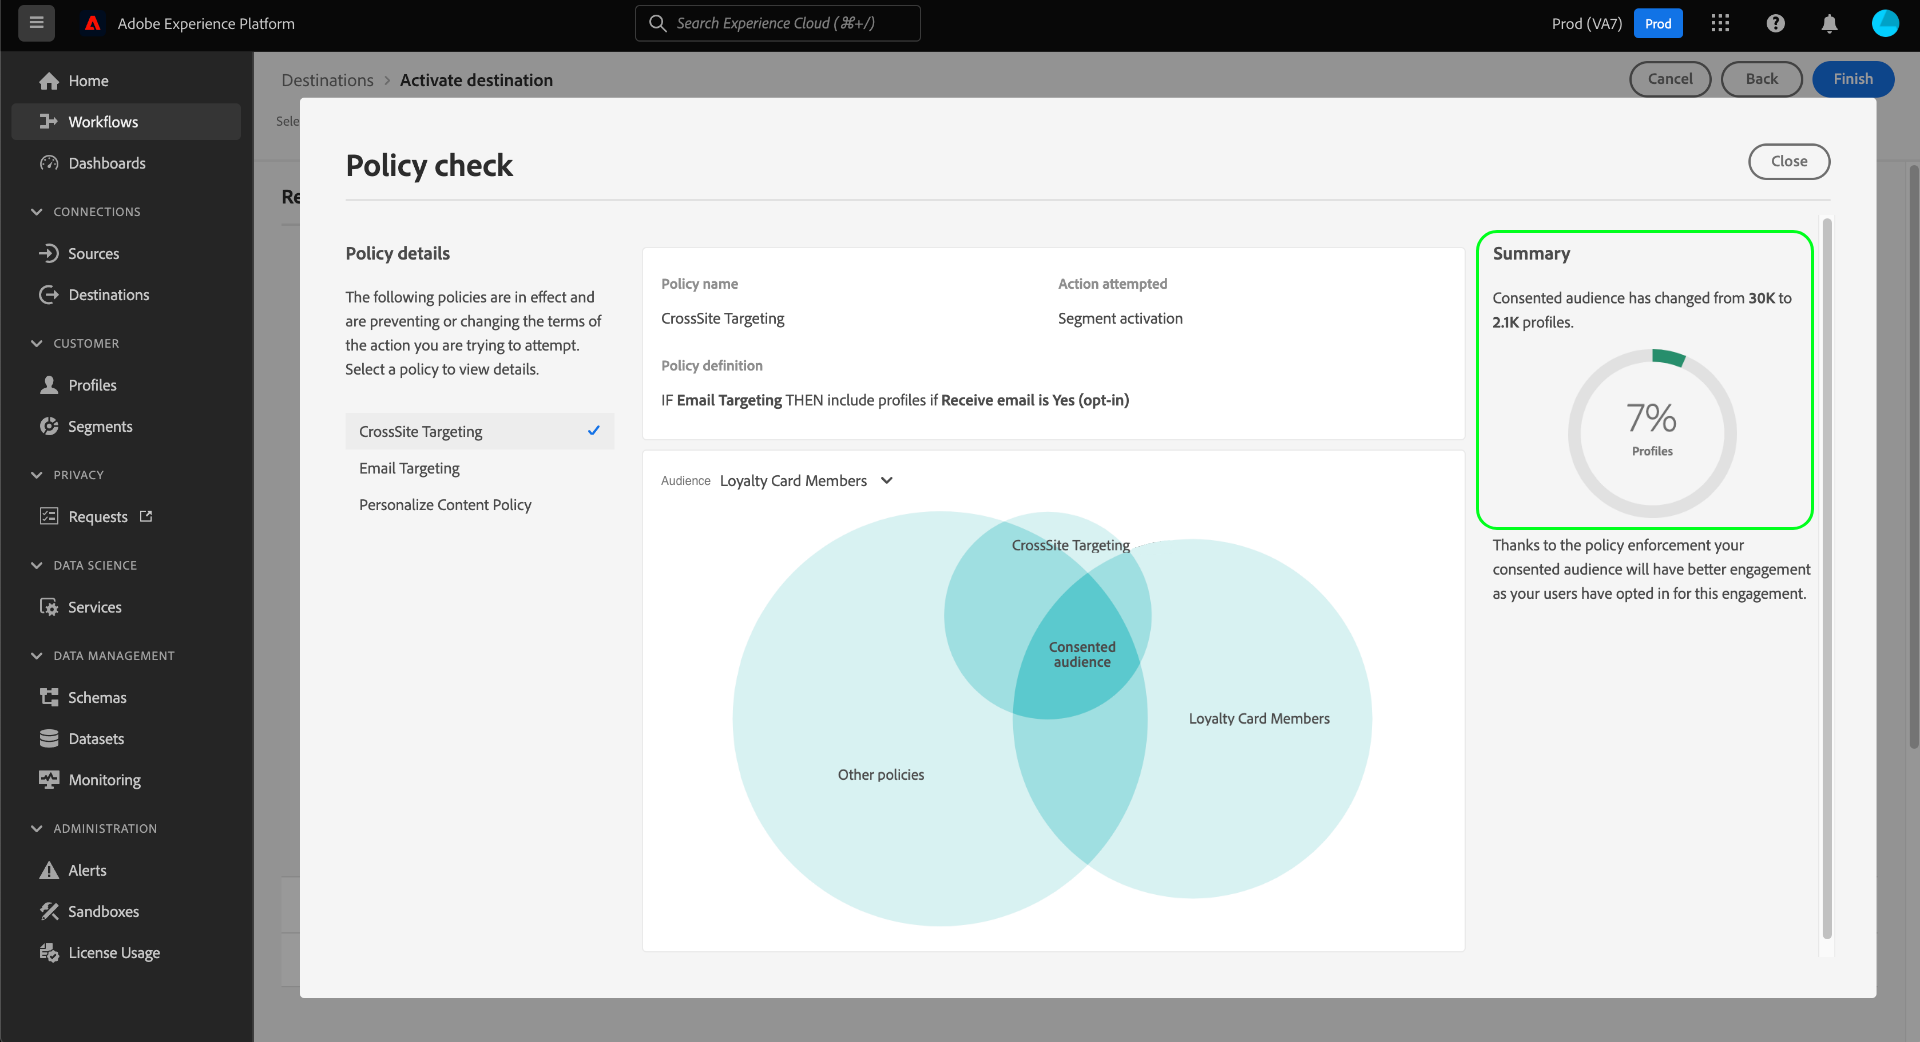 Adobe Experience Platform
Search Experience Cloud (⌘+/)
Prod (VA7)
Prod
Home
Workflows
Dashboards
CONNECTIONS
Sources
Destinations
CUSTOMER
Profiles
Segments
PRIVACY
Requests
DATA SCIENCE
Services
DATA MANAGEMENT
Schemas
Datasets
Monitoring
ADMINISTRATION
Alerts
Sandboxes
License Usage
Destinations > Activate destination
Cancel
Back
Finish
Sele
Re
Policy check
Close
Policy details
The following policies are in effect and
are preventing or changing the terms of
the action you are trying to attempt.
Select a policy to view details.
CrossSite Targeting
Email Targeting
Personalize Content Policy
Policy name
CrossSite Targeting
Action attempted
Segment activation
Policy definition
IF Email Targeting THEN include profiles if Receive email is Yes (opt-in)
Audience Loyalty Card Members
CrossSite Targeting
Consented
audience
Loyalty Card Members
Other policies
Summary
Consented audience has changed from 30K to
2.1K profiles.
7%
Profiles
Thanks to the policy enforcement your
consented audience will have better engagement
as your users have opted in for this engagement.